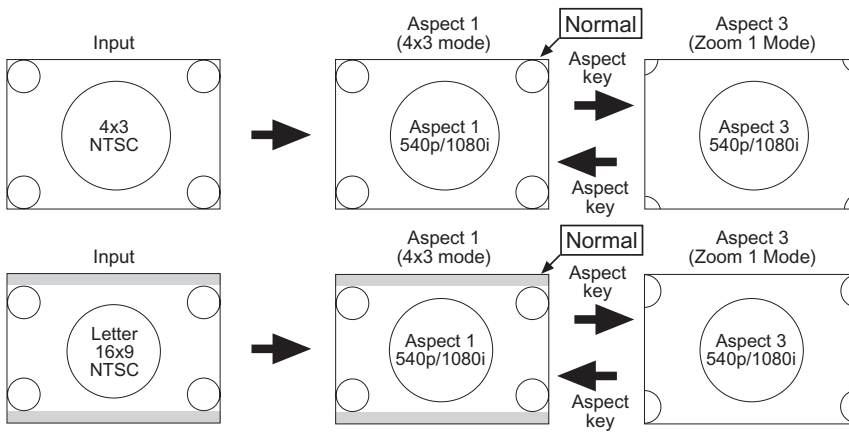 Input
Aspect 1
(4x3 mode)
Normal
Aspect 3
(Zoom 1 Mode)
4x3
NTSC
Aspect 1
540p/1080i
Aspect
key
Aspect
key
Aspect 3
540p/1080i
Input
Aspect 1
(4x3 mode)
Normal
Aspect 3
(Zoom 1 Mode)
Letter
16x9
NTSC
Aspect 1
540p/1080i
Aspect
key
Aspect
key
Aspect 3
540p/1080i